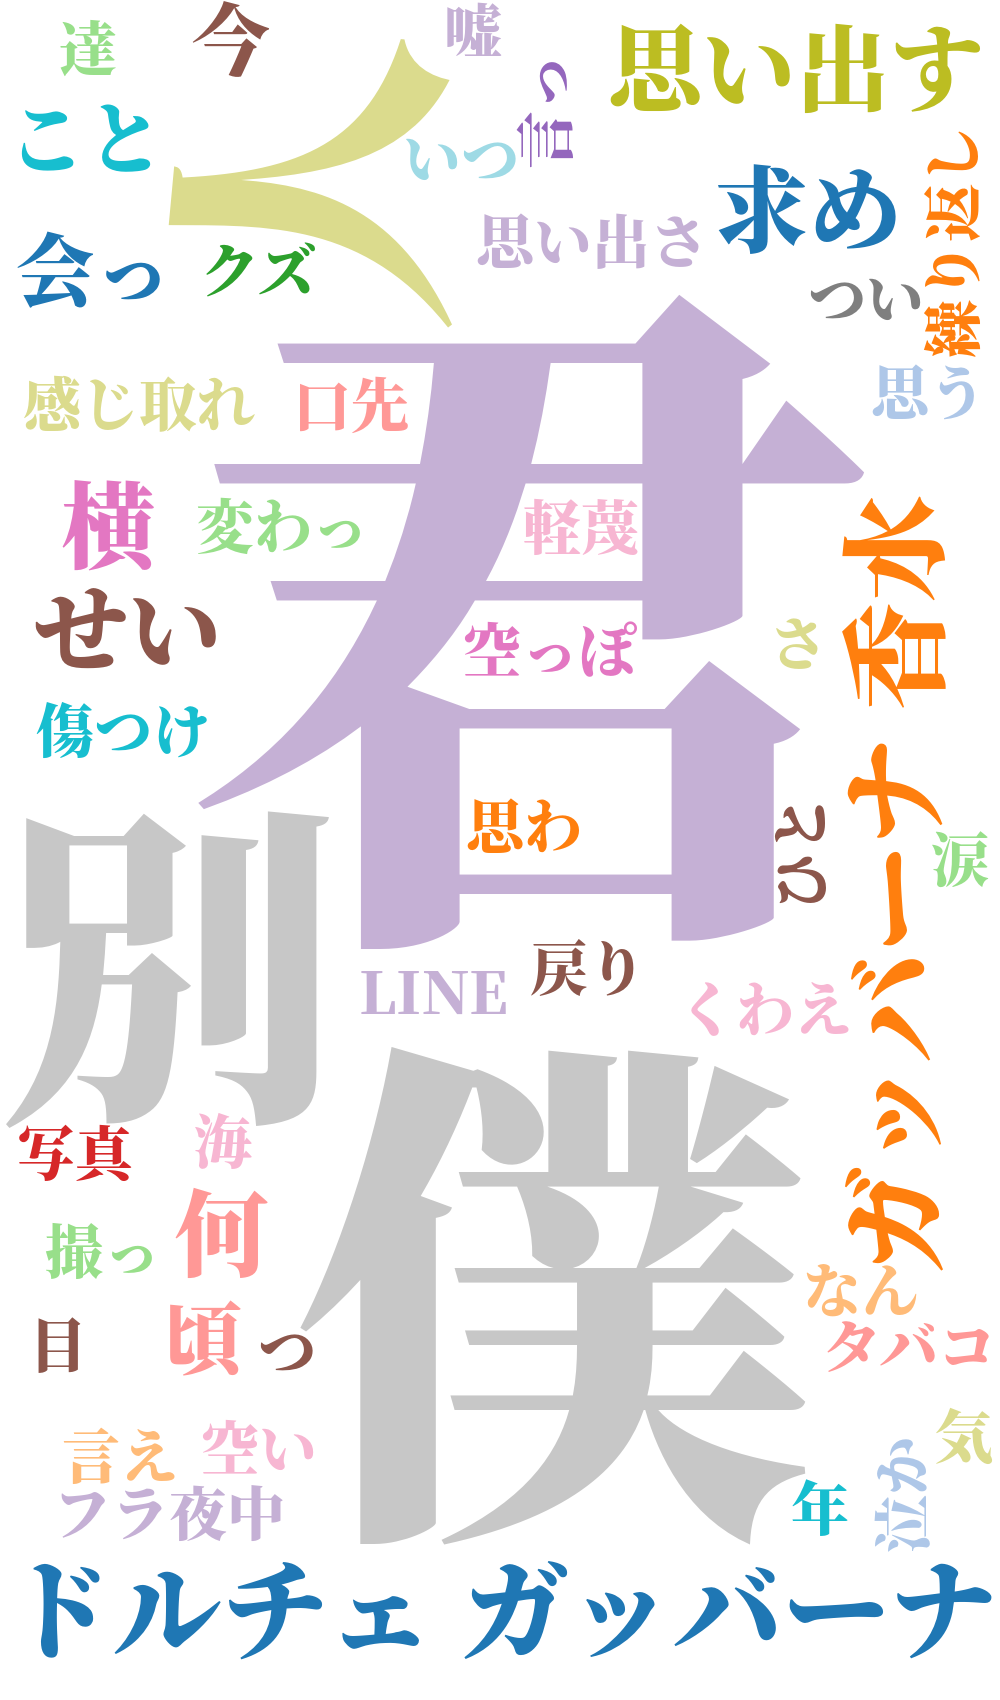 達
今
嘘
言っ
思い出す
こと
人
いつ
求め
繰り返し
会っ
クズ
思い出さ
つい
感じ取れ
口先
思う
君
横
変わっ
軽蔑
ガッバーナ 香水
せい
空っぽ
さ
傷つけ
別
思わ
涙
戻り
LINE
くわえ
僕
写真
海
何
撮っ
なん
目
頃
っ
タバコ
言え
空い
気
泣か
フラ
夜中
年
ドルチェ ガッバーナ